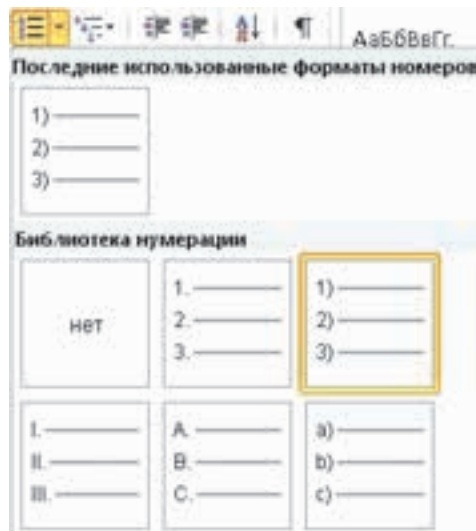 АаБбВвГг.
Последние использованные форматы номеров
1)
2)
3)
Библиотека нумерации
нет
1.
2.
3.
1)
2)
3)
I.
II.
III.
A.
B.
C.
a)
b)
c)